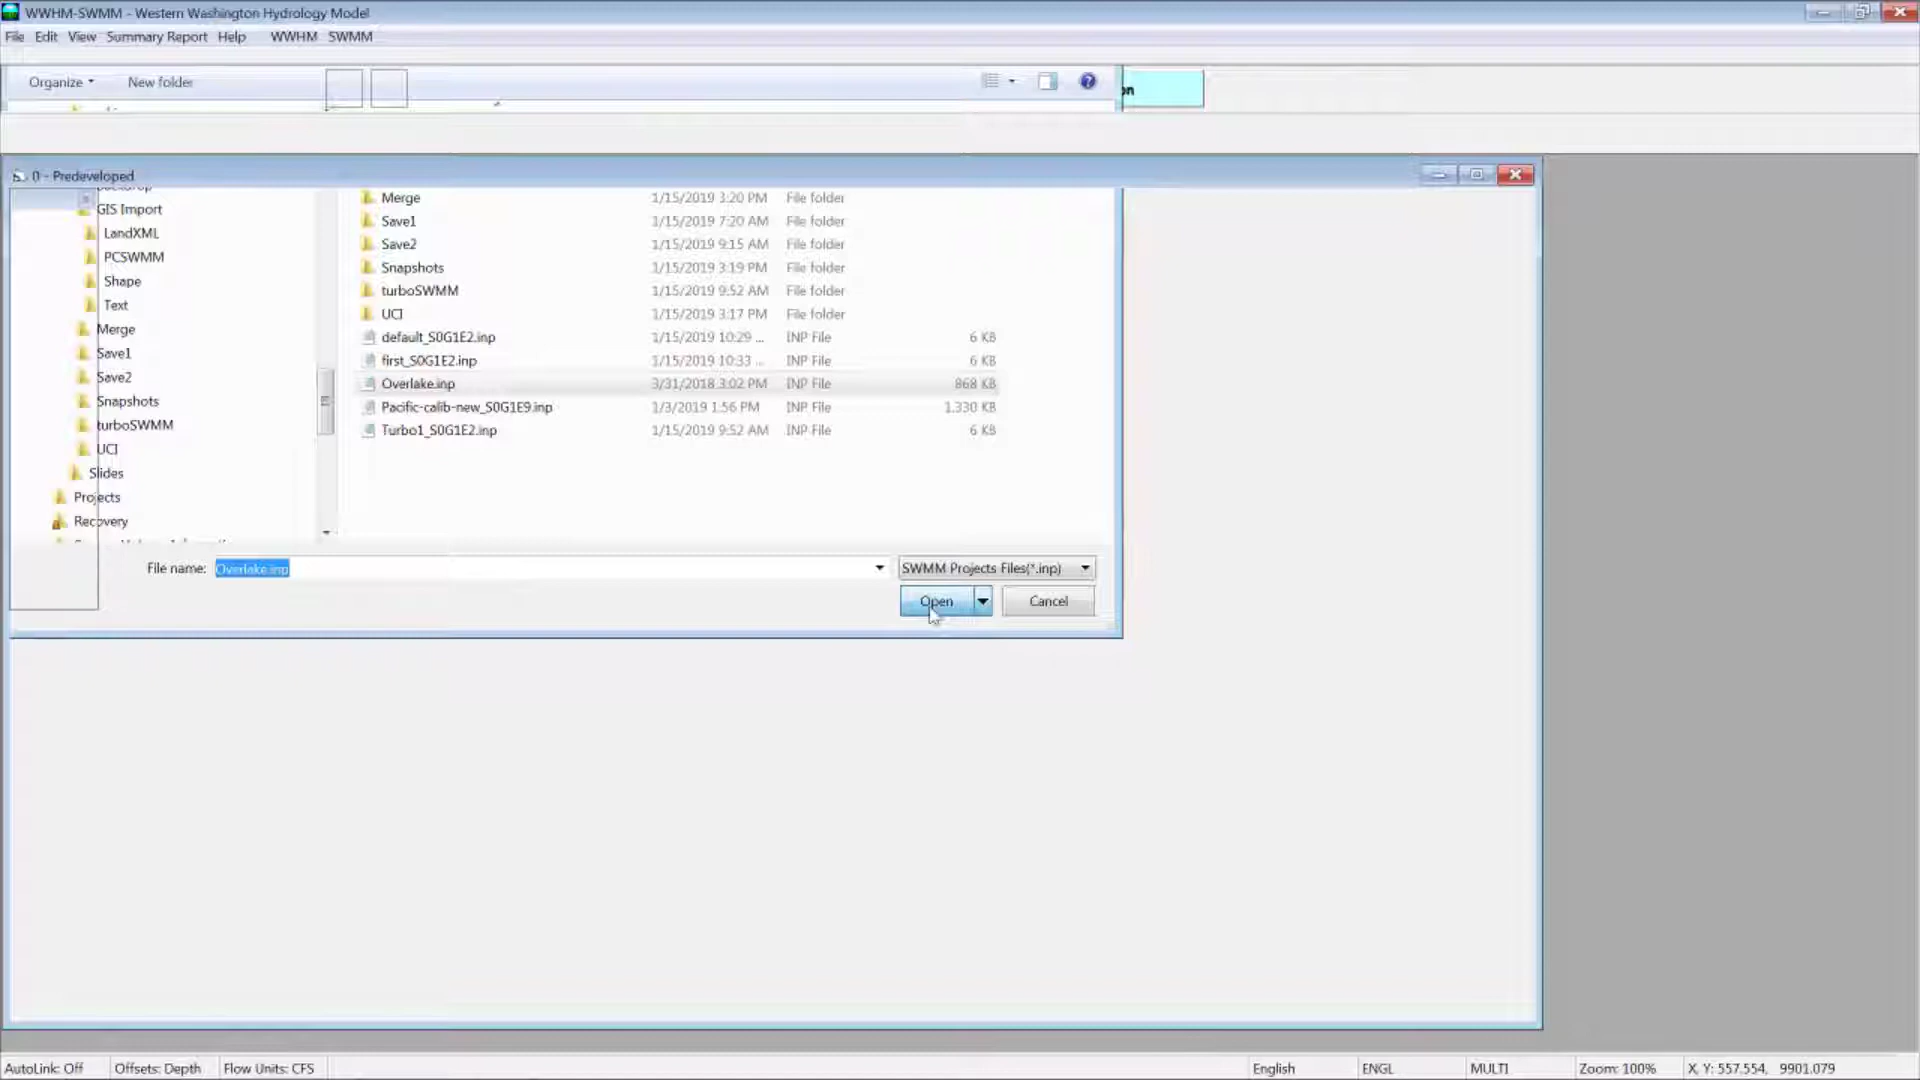 WWHM-SWMM - Western Washington Hydrology Model
File Edit View Summary Report Help WWHM SWMM
Organize New folder
on
0 - Predeveloped
GIS Import
LandXML
PCSWMM
Shape
Text
Merge
Save1
Save2
Snapshots
turboSWMM
UCI
Slides
Projects
Recovery
Merge 1/15/2019 3:20 PM File folder
Save1 1/15/2019 7:20 AM File folder
Save2 1/15/2019 9:15 AM File folder
Snapshots 1/15/2019 3:19 PM File folder
turboSWMM 1/15/2019 9:52 AM File folder
UCI 1/15/2019 3:17 PM File folder
default_S0G1E2.inp 1/15/2019 10:29 ... INP File 6 KB
first_S0G1E2.inp 1/15/2019 10:33 ... INP File 6 KB
Overlake.inp 3/31/2018 3:02 PM INP File 868 KB
Pacific-calib-new_S0G1E9.inp 1/3/2019 1:56 PM INP File 1,330 KB
Turbo1_S0G1E2.inp 1/15/2019 9:52 AM INP File 6 KB
File name: Overlake.inp SWMM Projects Files(*.inp)
Open Cancel
AutoLink: Off Offsets: Depth Flow Units: CFS English ENGL MULTI Zoom: 100% X, Y: 557.554, 9901.079